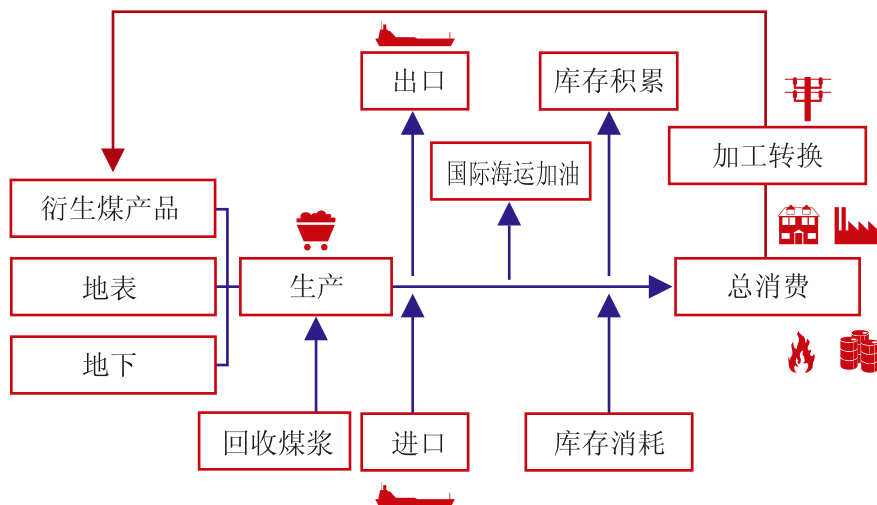 出口
库存积累
加工转换
国际海运加油
衍生煤产品
地表
生产
总消费
地下
回收煤浆
进口
库存消耗